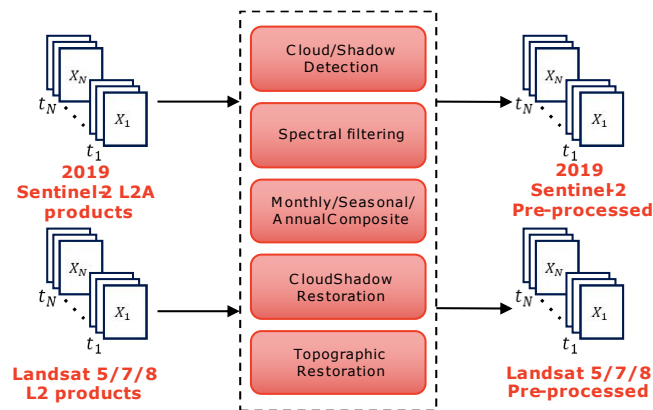 X_N
t_N
X_1
t_1
2019
Sentinel-2 L2A
products
X_N
t_N
X_1
t_1
Landsat 5/7/8
L2 products
Cloud/Shadow
Detection
Spectral filtering
Monthly/Seasonal/
AnnualComposite
CloudShadow
Restoration
Topographic
Restoration
X_N
t_N
X_1
t_1
2019
Sentinel-2
Pre-processed
X_N
t_N
X_1
t_1
Landsat 5/7/8
Pre-processed